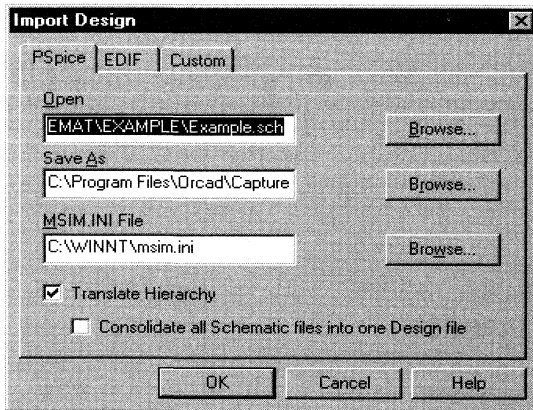 Import Design
PSpice EDIF Custom
Open
EMAT\EXAMPLE\Example.sch Browse...
Save As
C:\Program Files\Orcad\Capture Browse...
MSIM.INI File
C:\WINNT\msim.ini Browse...
Translate Hierarchy
Consolidate all Schematic files into one Design file
OK Cancel Help